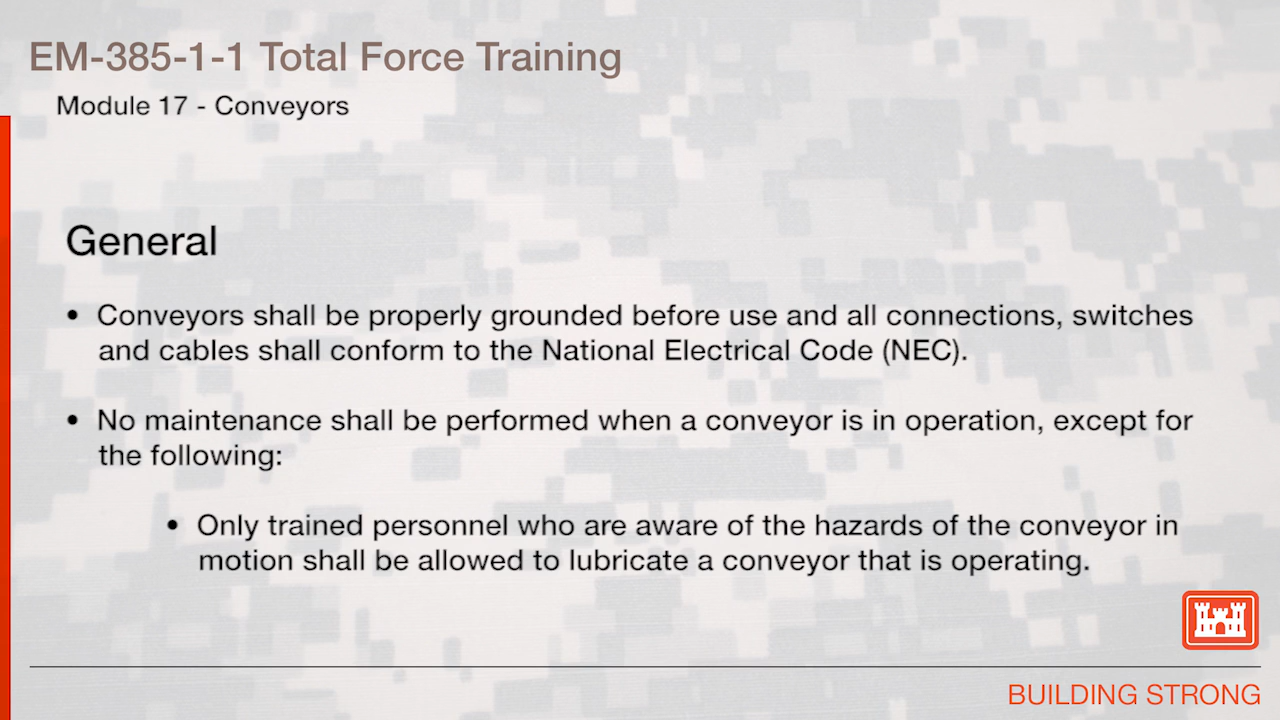 EM-385-1-1 Total Force Training
Module 17 - Conveyors
General
• Conveyors shall be properly grounded before use and all connections, switches
and cables shall conform to the National Electrical Code (NEC).
• No maintenance shall be performed when a conveyor is in operation, except for
the following:
• Only trained personnel who are aware of the hazards of the conveyor in
motion shall be allowed to lubricate a conveyor that is operating.
BUILDING STRONG